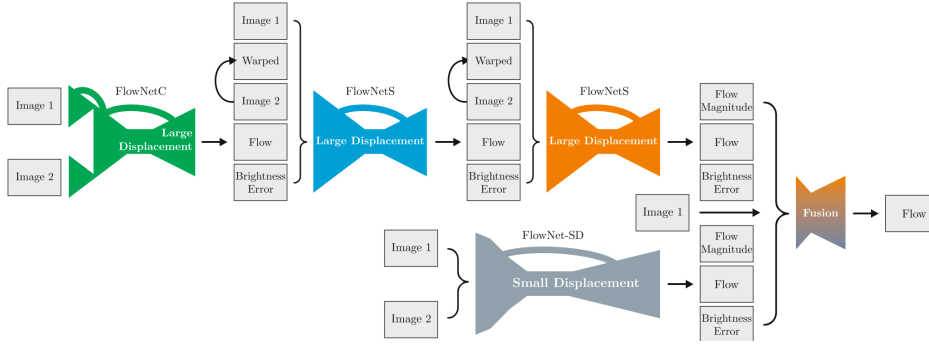 Image 1
Image 2
FlowNetC
Large
Displacement
Image 1
Warped
Image 2
Flow
Brightness
Error
FlowNetS
Large Displacement
Image 1
Warped
Image 2
Flow
Brightness
Error
FlowNetS
Large Displacement
Flow
Magnitude
Flow
Brightness
Error
Image 1
Image 1
Image 2
FlowNet-SD
Small Displacement
Flow
Magnitude
Flow
Brightness
Error
Fusion
Flow